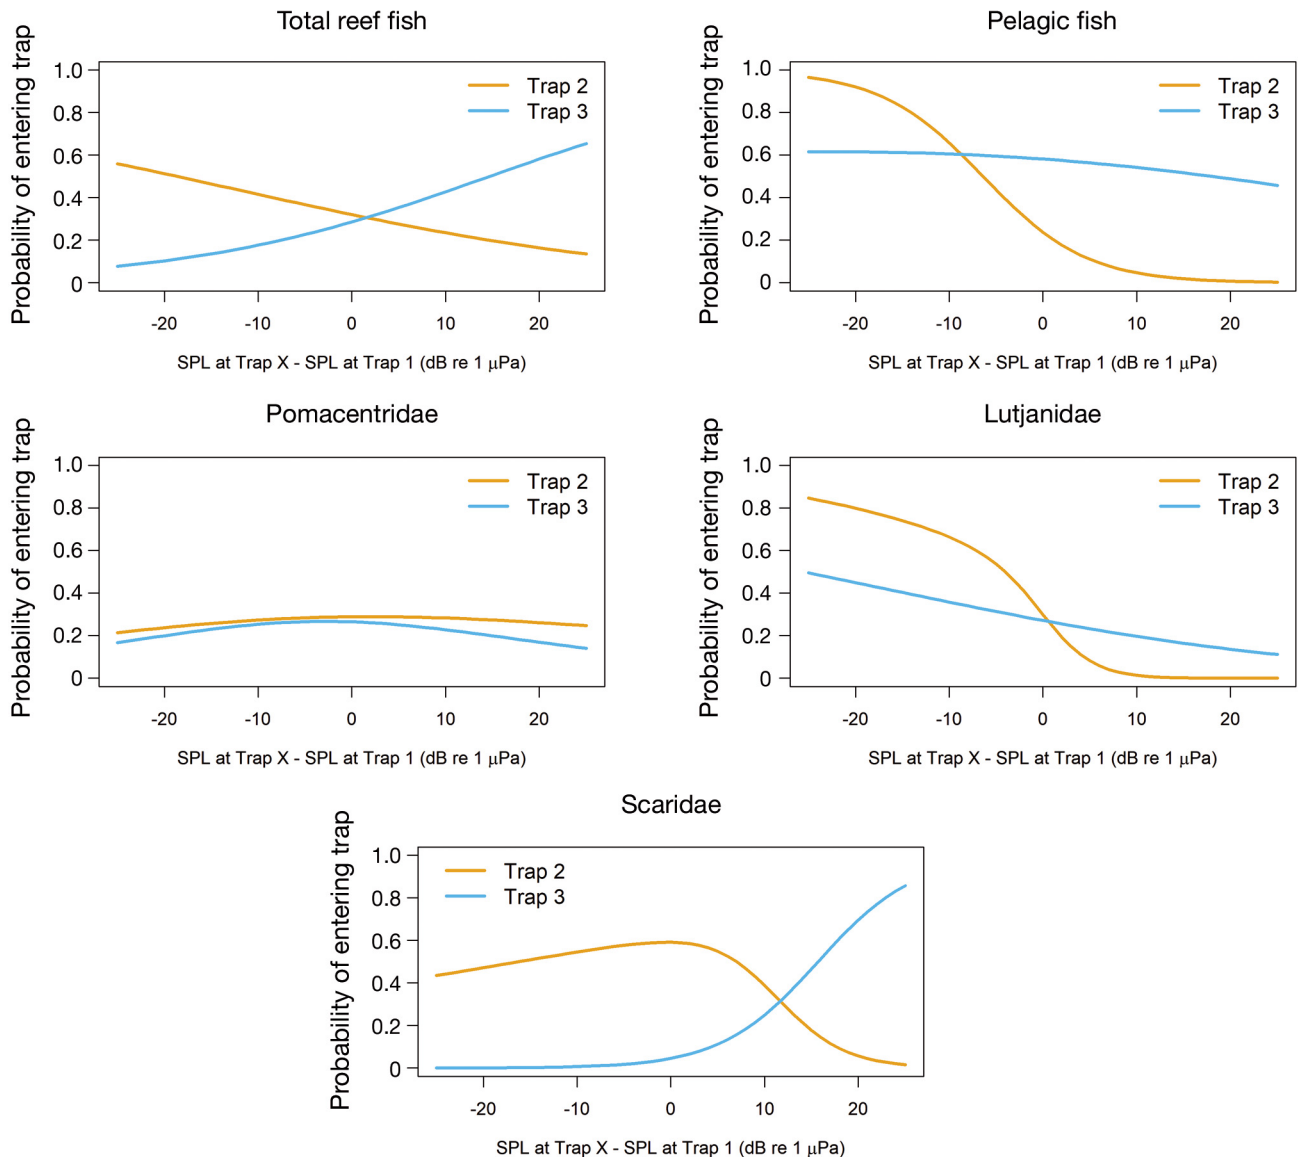 Total reef fish
Probability of entering trap
1.0
0.8
0.6
0.4
0.2
0
Trap 2
Trap 3
-20 -10 0 10 20
SPL at Trap X - SPL at Trap 1 (dB re 1 μPa)
Pelagic fish
Probability of entering trap
1.0
0.8
0.6
0.4
0.2
0
Trap 2
Trap 3
-20 -10 0 10 20
SPL at Trap X - SPL at Trap 1 (dB re 1 μPa)
Pomacentridae
Probability of entering trap
1.0
0.8
0.6
0.4
0.2
0
Trap 2
Trap 3
-20 -10 0 10 20
SPL at Trap X - SPL at Trap 1 (dB re 1 μPa)
Lutjanidae
Probability of entering trap
1.0
0.8
0.6
0.4
0.2
0
Trap 2
Trap 3
-20 -10 0 10 20
SPL at Trap X - SPL at Trap 1 (dB re 1 μPa)
Scaridae
Probability of entering trap
1.0
0.8
0.6
0.4
0.2
0
Trap 2
Trap 3
-20 -10 0 10 20
SPL at Trap X - SPL at Trap 1 (dB re 1 μPa)